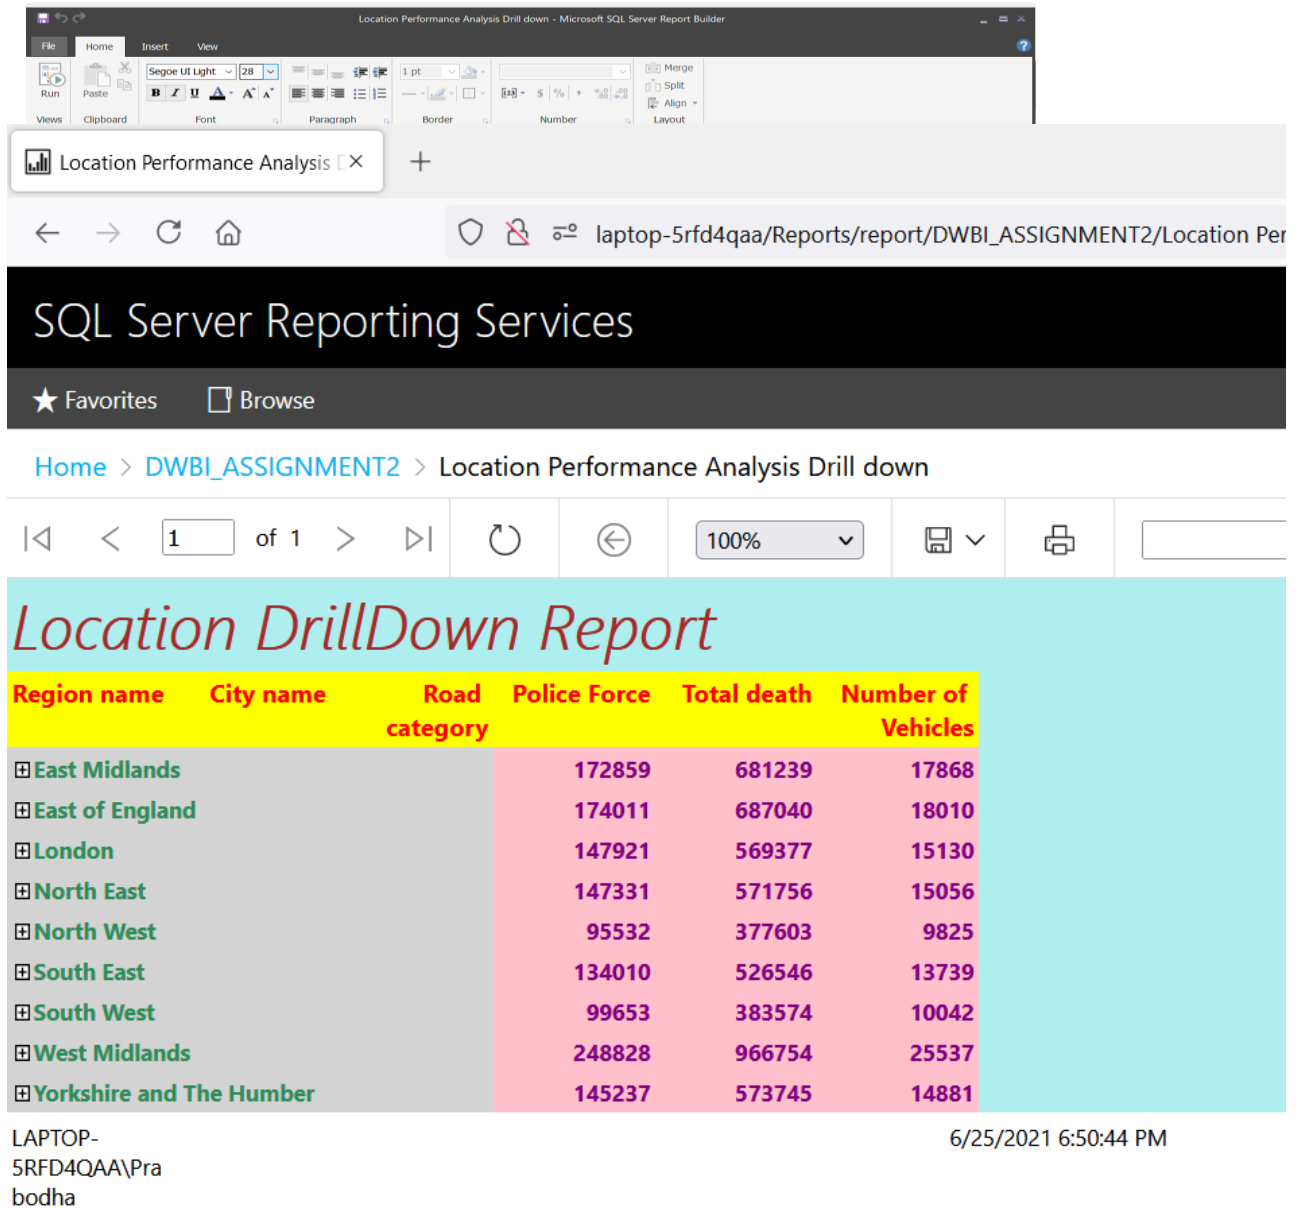 Location Performance Analysis Drill down - Microsoft SQL Server Report Builder
File Home Insert View
Segoe UI Light 28 1 pt Merge
Split
Run Paste B I U A A A $ % , Align
Views Clipboard Font Paragraph Border Number Layout
Location Performance Analysis D
laptop-5rfd4qaa/Reports/report/DWBI_ASSIGNMENT2/Location Per
SQL Server Reporting Services
Favorites Browse
Home > DWBI_ASSIGNMENT2 > Location Performance Analysis Drill down
1 of 1 100%
Location DrillDown Report
Region name City name Road category Police Force Total death Number of Vehicles
East Midlands 172859 681239 17868
East of England 174011 687040 18010
London 147921 569377 15130
North East 147331 571756 15056
North West 95532 377603 9825
South East 134010 526546 13739
South West 99653 383574 10042
West Midlands 248828 966754 25537
Yorkshire and The Humber 145237 573745 14881
LAPTOP- 6/25/2021 6:50:44 PM
5RFD4QAA\Pra
bodha